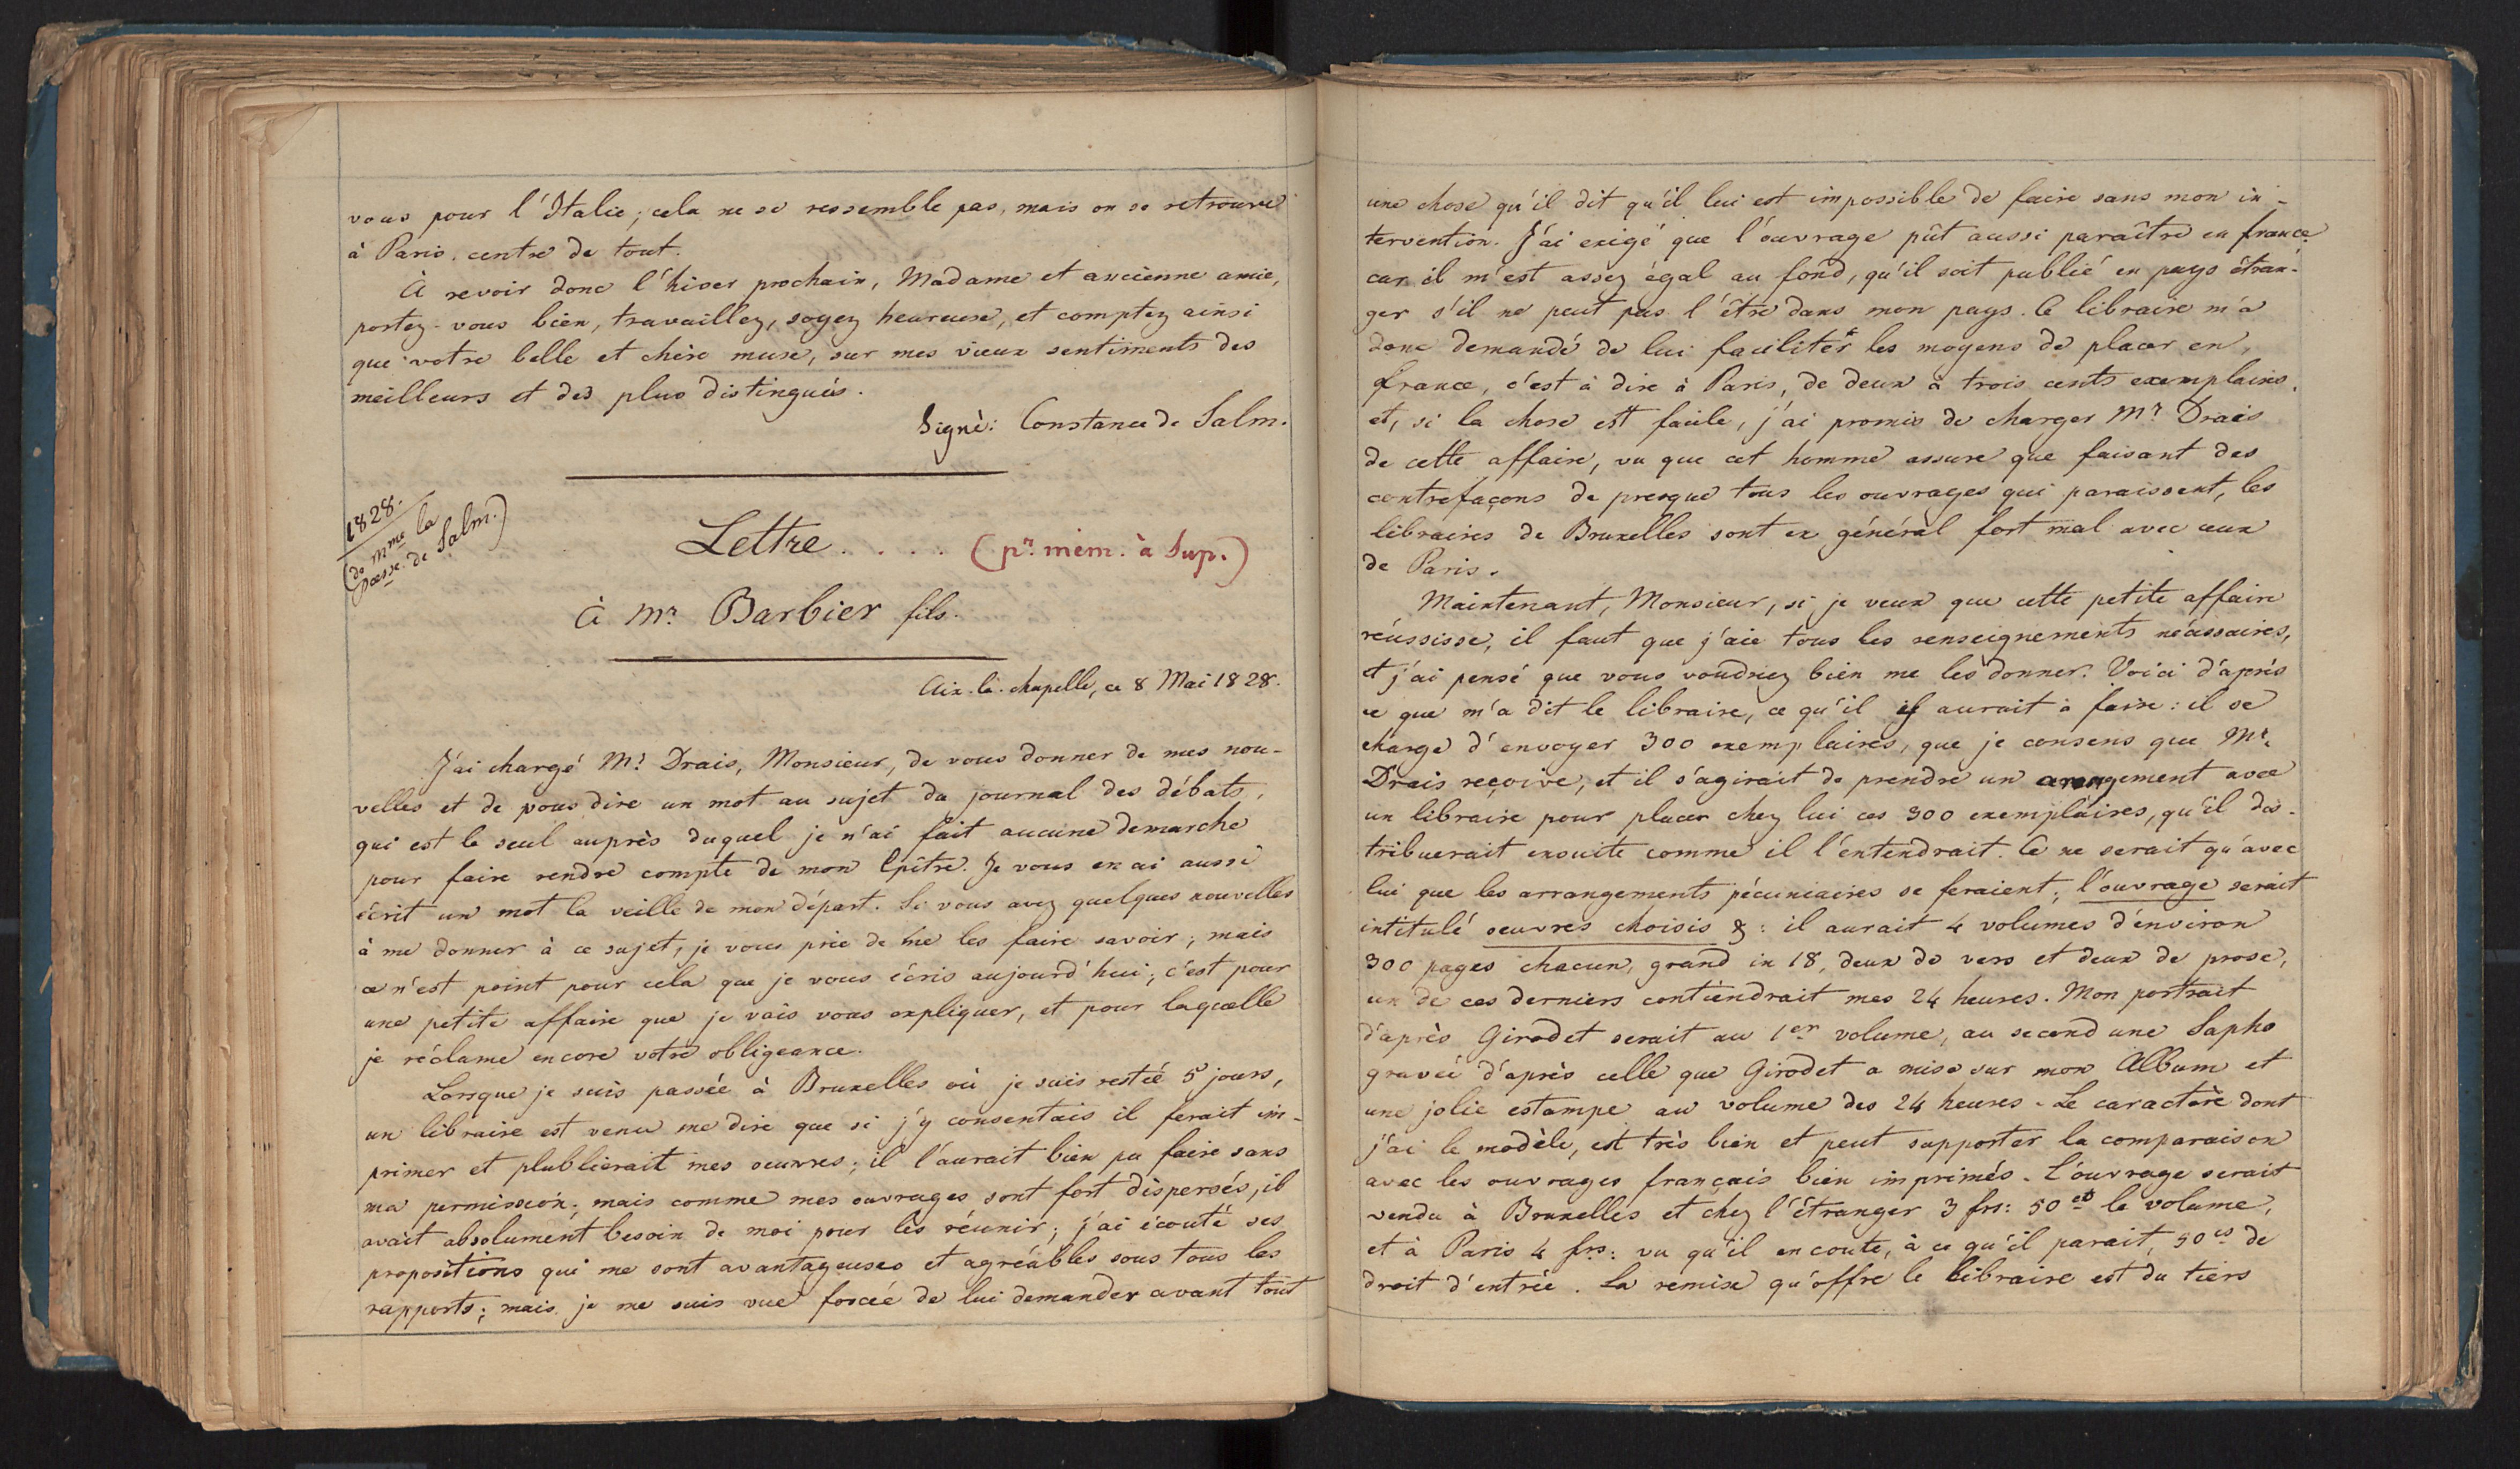 vous pour l'Italie; cela ne se ressemble pas, mais on se retrouve
à Paris, centre de tout.
À revoir donc l'hiver prochain, Madame et ancienne amie,
portez-vous bien, travaillez, soyez heureuse, et comptez ainsi
que votre belle et chère muse, sur mes vieux sentiments des
meilleurs et des plus distingués.
Signé: Constance de Salm.
1828.
(de Mme la
Pcesse. de Salm.)
Lettre..... (pr. mém. à Sup.)
À Mr. Barbier fils.
Aix-la-chapelle, ce 8 Mai 1828.
J'ai chargé Mr. Drais, Monsieur, de vous donner de mes nou-
velles et de vous dire un mot au sujet du journal des débats,
qui est le seul auprès duquel je n'ai fait aucune demarche
pour faire rendre compte de mon Epître. Je vous en ai aussi
écrit un mot la veille de mon départ. Si vous avez quelques nouvelles
à me donner à ce sujet, je vous prie de me les faire savoir; mais
ce n'est point pour cela que je vous écris aujourd'hui; c'est pour
une petite affaire que je vais vous expliquer, et pour laquelle
je réclame encore votre obligeance.
Lorsque je suis passée à Bruxelles où je suis restée 5 jours,
un libraire est venu me dire que si j'y consentais il ferait im-
primer et plublierait mes oeuvres; il l'aurait bien pu faire sans
ma permission; mais comme mes ouvrages sont fort dispersés, il
avait absolument besoin de moi pour les réunir; j'ai écouté ses
propositions qui me sont avantageuses et agréables sous tous les
rapports; mais je me suis vue forcée de lui demander avant tout
une chose qu'il dit qu'il lui est impossible de faire sans mon in-
tervention. J'ai exigé que l'ouvrage pût aussi paraître en france
car il m'est assez égal au fond, qu'il soit publié en pays étran-
ger s'il ne peut pas l'être dans mon pays. Ce libraire m'a
donc demandé de lui faciliter les moyens de placer en
france, c'est à dire à Paris, de deux à trois cents exemplaires,
et, si la chose est facile, j'ai promis de charger Mr. Drais
de cette affaire, vu que cet homme assure que faisant des
contrefaçons de presque tous les ouvrages qui paraissent, les
libraires de Bruxelles sont en général fort mal avec ceux
de Paris.
Maintenant, Monsieur, si je veux que cette petite affaire
réussisse, il faut que j'aie tous les renseignements nécessaires,
et j'ai pensé que vous voudriez bien me les donner. Voici d'après
ce que m'a dit le libraire, ce qu'il y aurait à faire: il se
charge d'envoyer 300 exemplaires, que je consens que Mr.
Drais reçoive, et il s'agirait de prendre un arrangement avec
un libraire pour placer chez lui ces 300 exemplaires, qu'il dis-
tribuerait ensuite comme il l'entendrait. Ce ne serait qu'avec
lui que les arrangements pécuniaires se feraient; l'ouvrage serait
intitulé oeuvres choisis &: il aurait 4 volumes d'environ
300 pages chacun, grand in 18, deux de vers et deux de prose,
un de ces derniers contiendrait mes 24 heures. Mon portrait
d'après Girodet serait au 1er volume, au second une Sapho
gravée d'après celle que Girodet a mise sur mon Album et
une jolie estampe au volume des 24 heures. Le caractère dont
j'ai le modèle, est très bien et peut supporter la comparaison
avec les ouvrages français bien imprimés. L'ouvrage serait
vendu à Bruxelles et chez l'étranger 3 frs: 50 cs le volume,
et à Paris 4 frs: vu qu'il en coute, à ce qu'il parait, 50 cs de
droit d'entrée. La remise qu'offre le libraire est du tiers